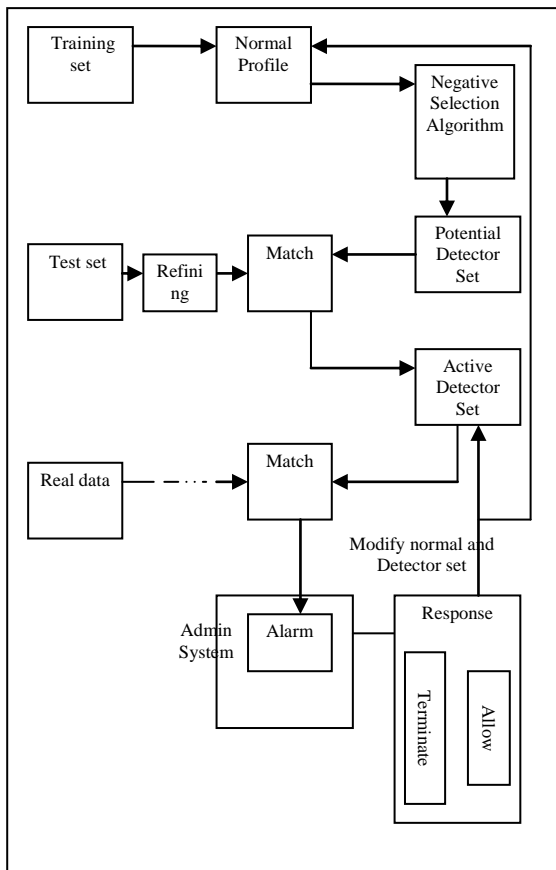 Training
set
Normal
Profile
Negative
Selection
Algorithm
Test set
Refini
ng
Match
Potential
Detector
Set
Active
Detector
Set
Real data
Match
Modify normal and
Detector set
Admin
System
Alarm
Response
Terminate
Allow